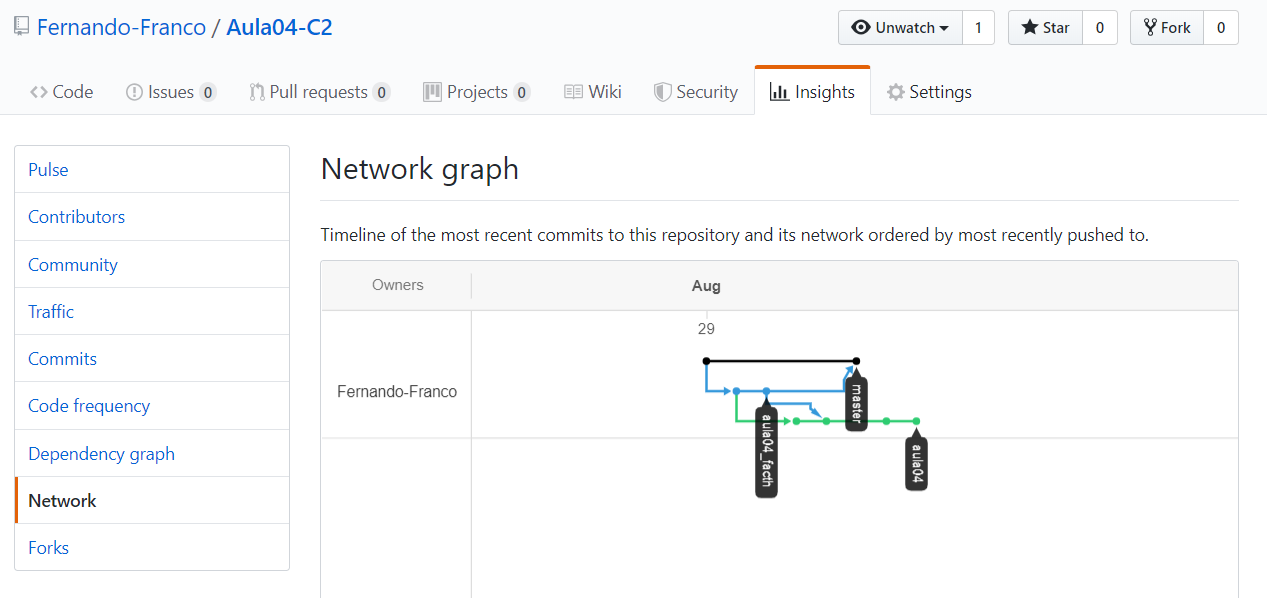 Fernando-Franco / Aula04-C2
Unwatch 1 Star 0 Fork 0
Code Issues 0 Pull requests 0 Projects 0 Wiki Security Insights Settings
Pulse
Contributors
Community
Traffic
Commits
Code frequency
Dependency graph
Network
Forks
Network graph
Timeline of the most recent commits to this repository and its network ordered by most recently pushed to.
Owners Aug
29
Fernando-Franco
master
aula04_facth
aula04